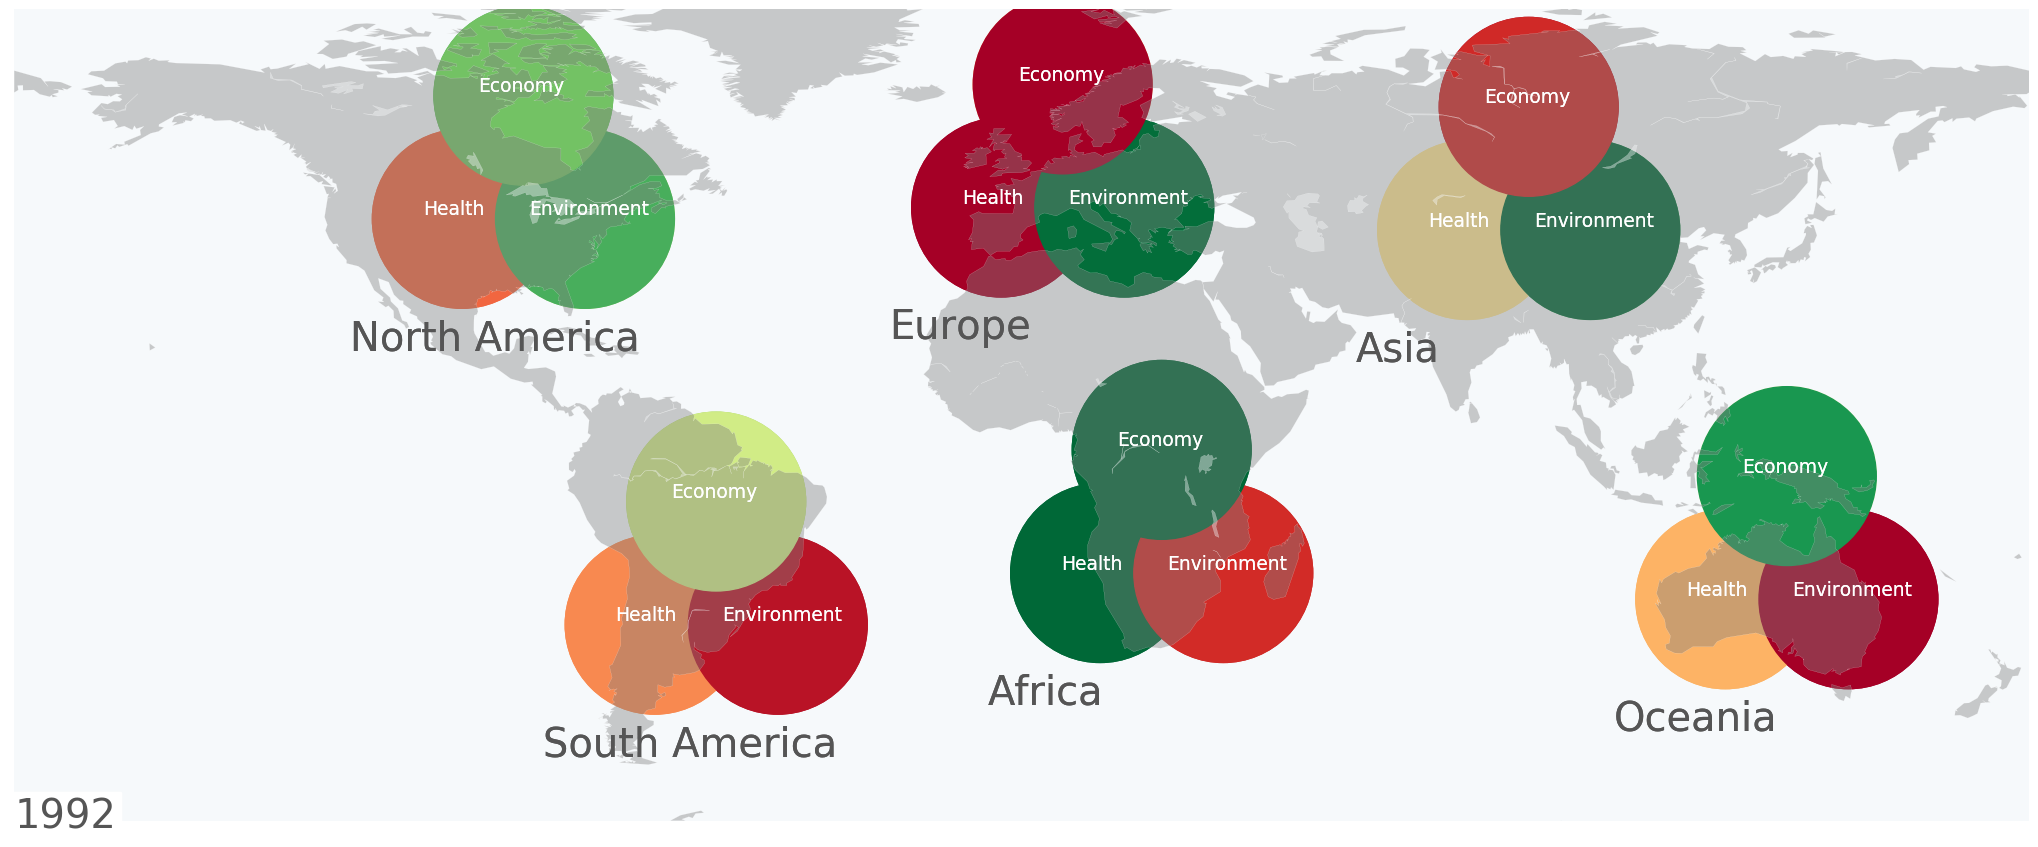 Economy
Health
Environment
North America
Economy
Health
Environment
Europe
Economy
Health
Environment
Asia
Economy
Health
Environment
South America
Economy
Health
Environment
Africa
Economy
Health
Environment
Oceania
1992